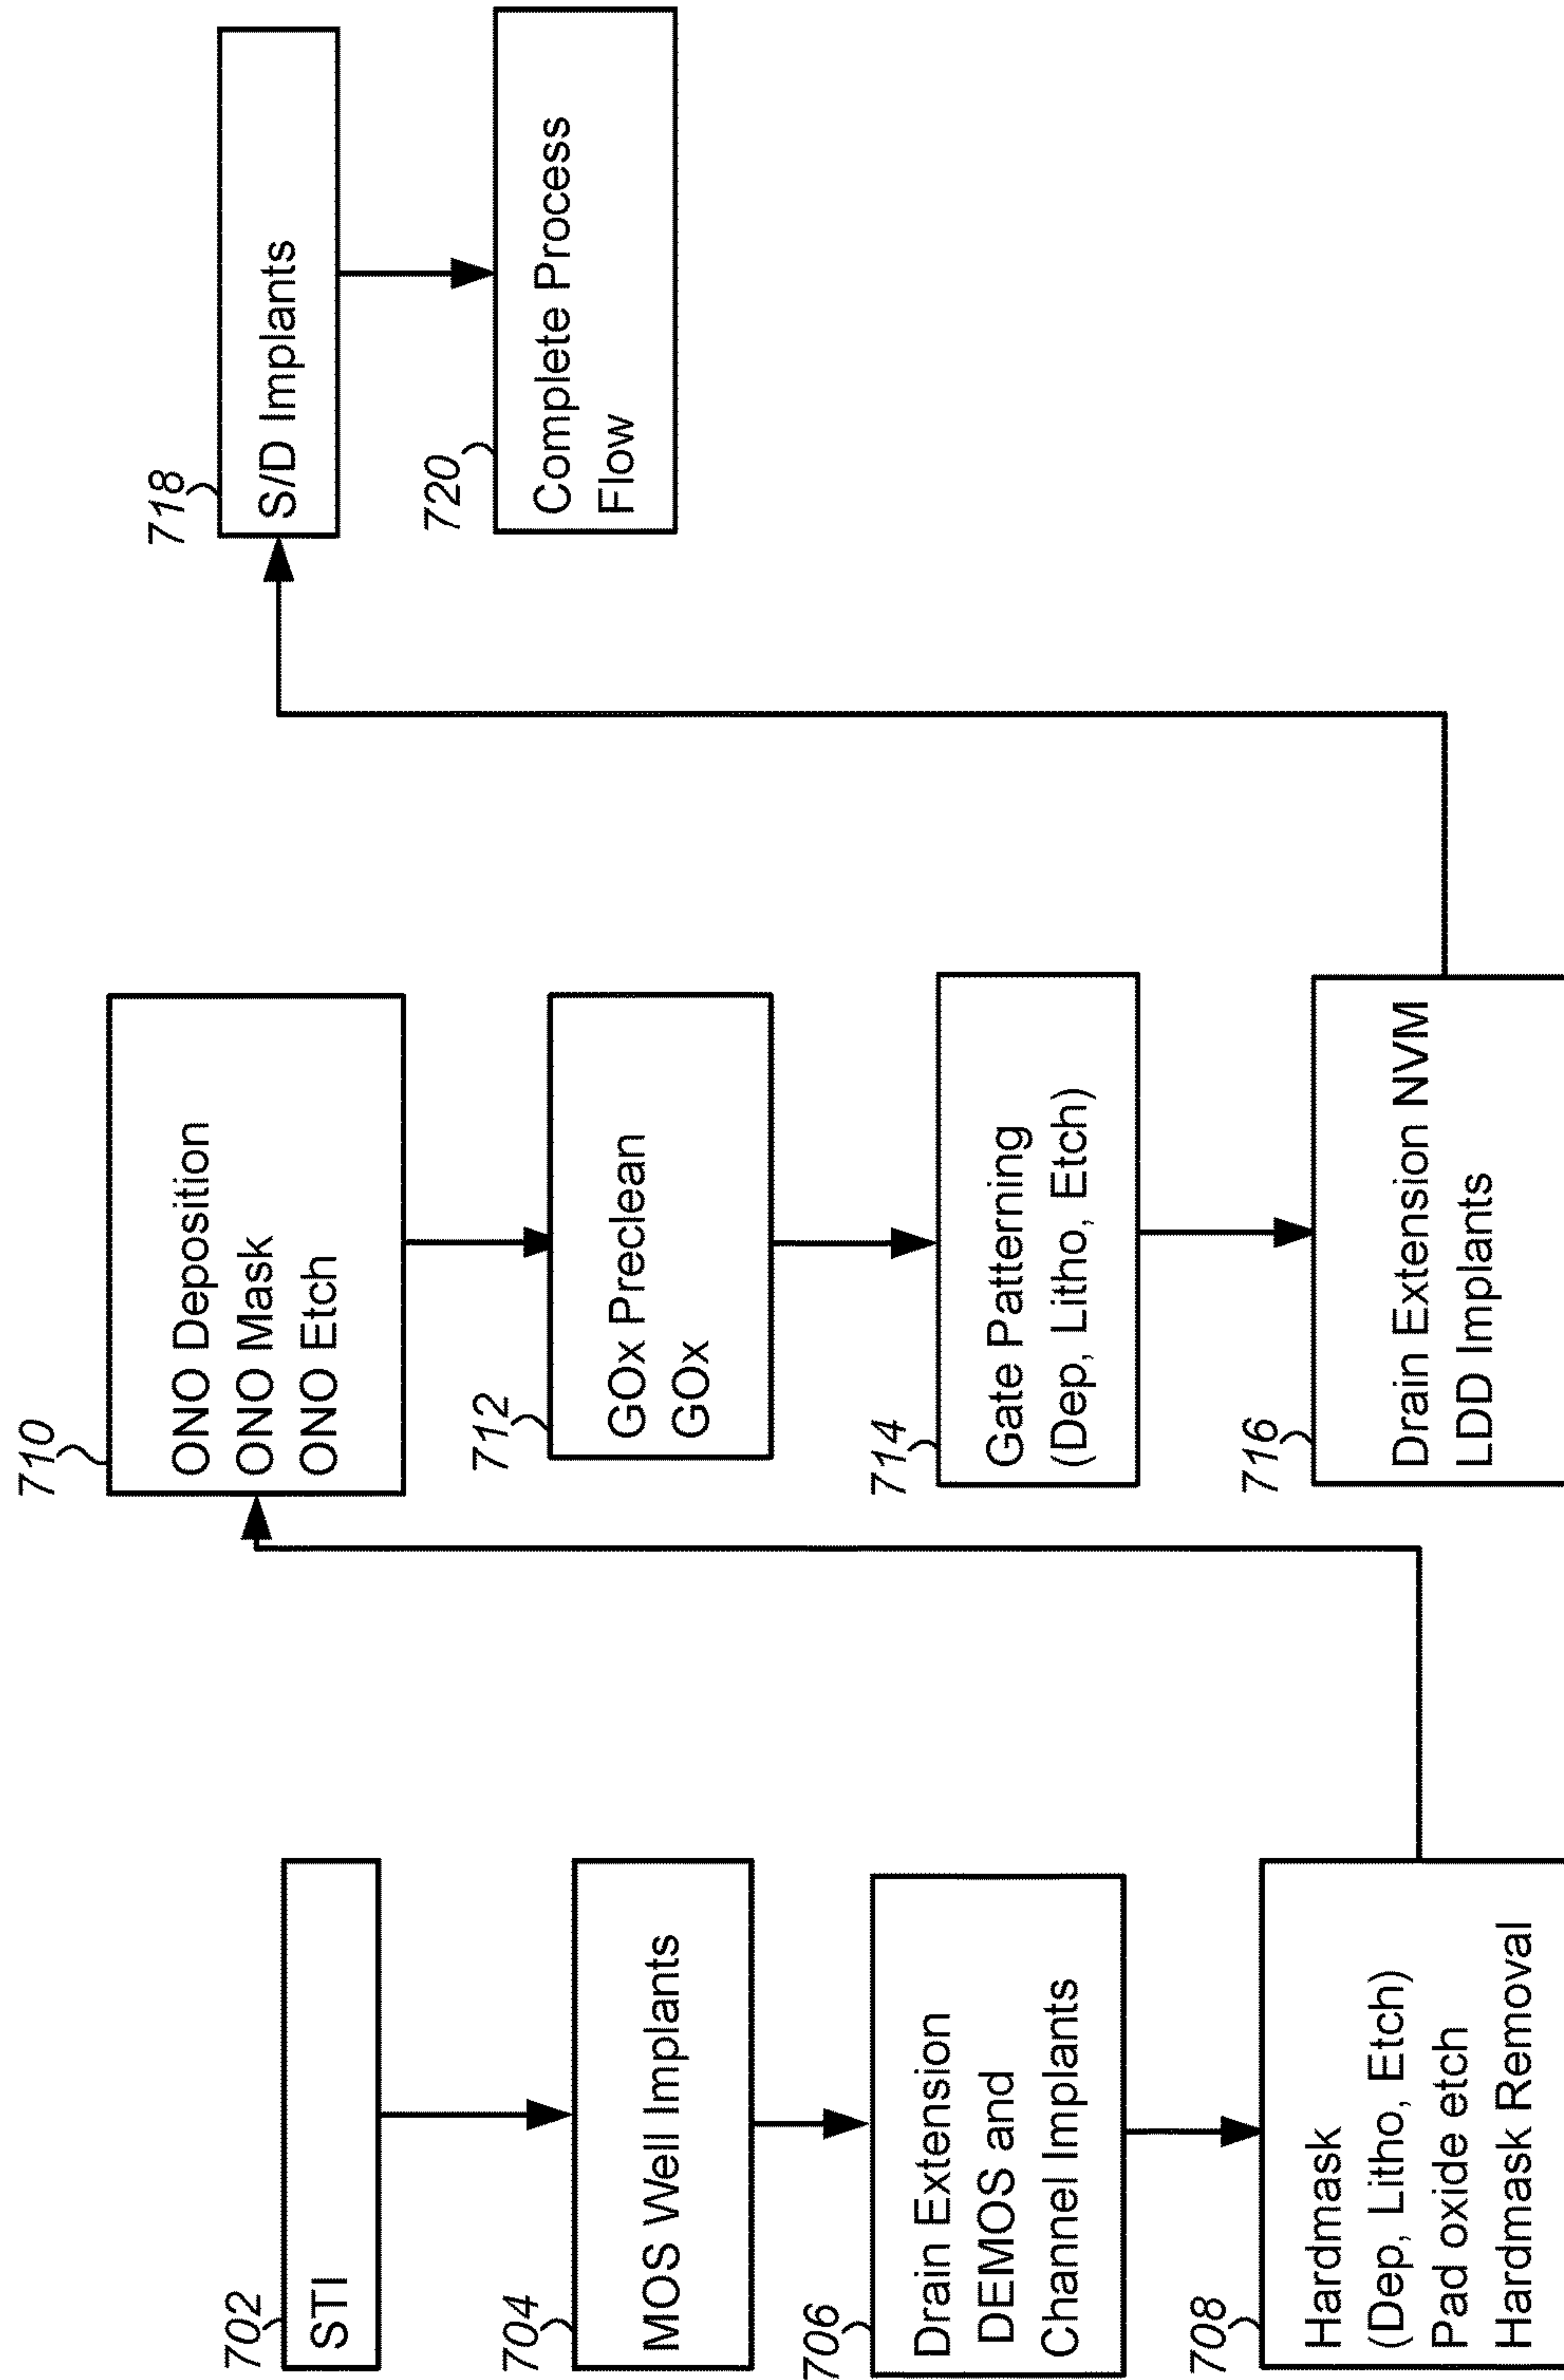 702
STI
704
MOS Well Implants
706
Drain Extension
DEMOS and
Channel Implants
708
Hardmask
(Dep, Litho, Etch)
Pad oxide etch
Hardmask Removal
710
ONO Deposition
ONO Mask
ONO Etch
712
GOx Preclean
GOx
714
Gate Patterning
(Dep, Litho, Etch)
716
Drain Extension NVM
LDD Implants
718
S/D Implants
720
Complete Process
Flow